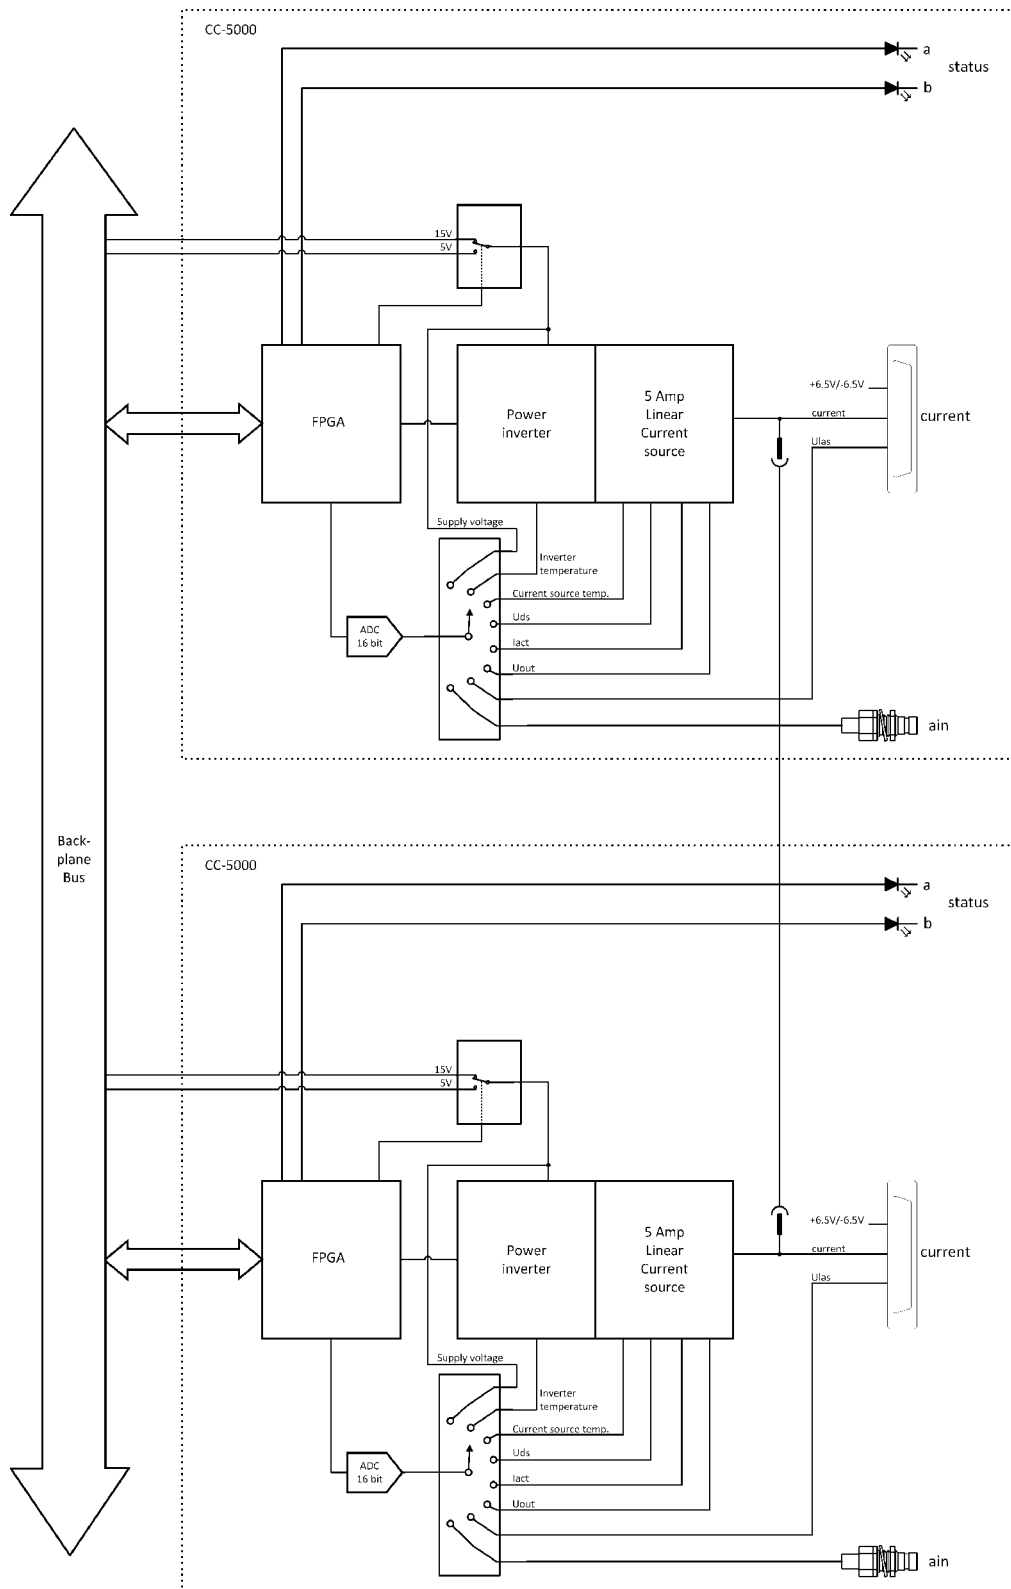 CC-5000
a
status
b
15V
5V
FPGA
Power
inverter
5 Amp
Linear
Current
source
+6.5V/-6.5V
current
current
Ulas
Supply voltage
Inverter
temperature
Current source temp.
Uds
Iact
Uout
ADC
16 bit
ain
Back-
plane
Bus
CC-5000
a
status
b
15V
5V
FPGA
Power
inverter
5 Amp
Linear
Current
source
+6.5V/-6.5V
current
current
Ulas
Supply voltage
Inverter
temperature
Current source temp.
Uds
Iact
Uout
ADC
16 bit
ain